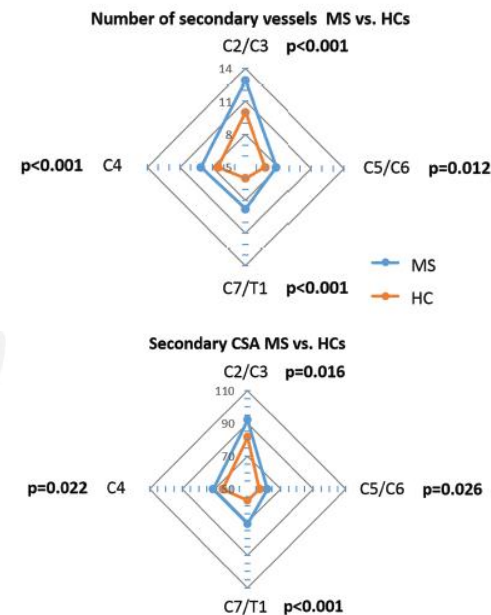 Number of secondary vessels MS vs. HCs
C2/C3 p<0.001
14
11
8
5
p<0.001 C4
C5/C6 p=0.012
C7/T1 p<0.001
MS
HC
Secondary CSA MS vs. HCs
C2/C3 p=0.016
110
90
70
50
p=0.022 C4
C5/C6 p=0.026
C7/T1 p<0.001